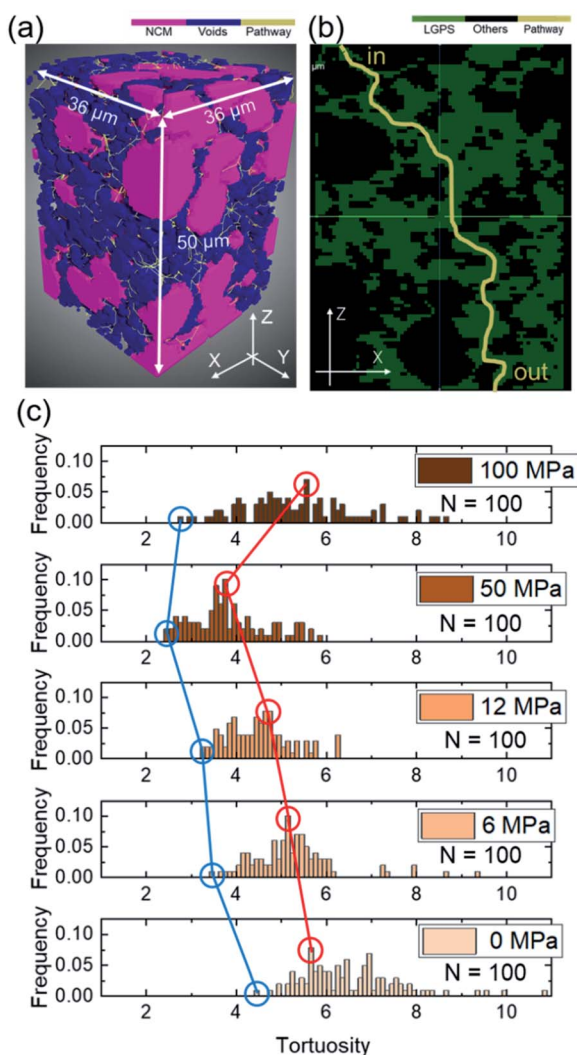 (a)
NCM Voids Pathway
36 µm
36 µm
50 µm
Z
X
Y
(b)
LGPS Others Pathway
µm
in
Z
X
out
(c)
Frequency
0.10
0.05
0.00
100 MPa
N = 100
2 4 6 8 10
Frequency
0.10
0.05
0.00
50 MPa
N = 100
2 4 6 8 10
Frequency
0.10
0.05
0.00
12 MPa
N = 100
2 4 6 8 10
Frequency
0.10
0.05
0.00
6 MPa
N = 100
2 4 6 8 10
Frequency
0.10
0.05
0.00
0 MPa
N = 100
2 4 6 8 10
Tortuosity